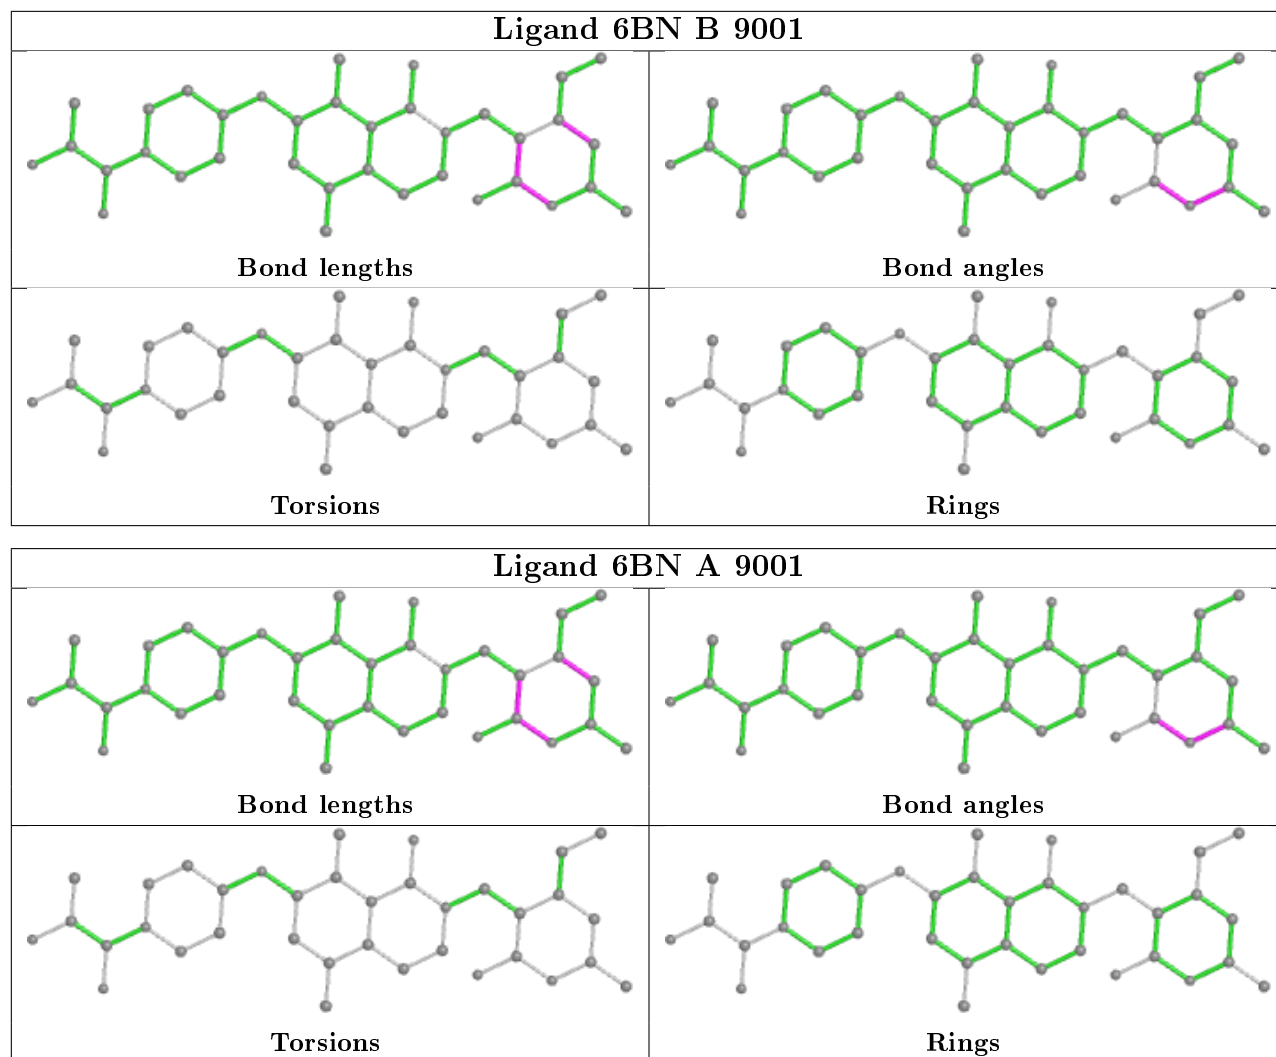 Ligand 6BN B 9001
Bond lengths
Bond angles
Torsions
Rings
Ligand 6BN A 9001
Bond lengths
Bond angles
Torsions
Rings